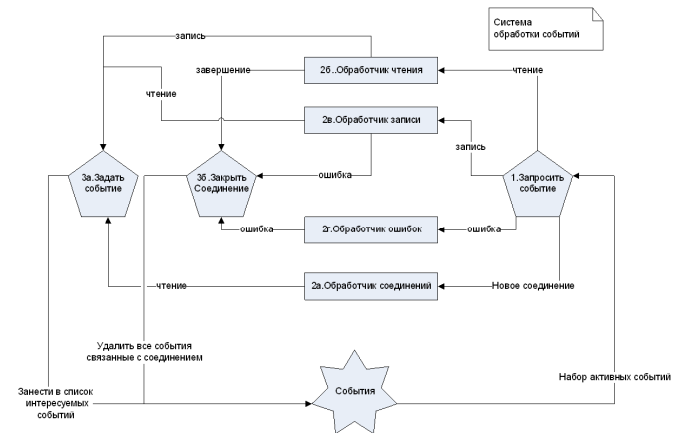 Система
обработки событий
запись
завершение
2б..Обработчик чтения
чтение
чтение
2в.Обработчик записи
запись
3а.Задать
событие
3б.Закрыть
Соединение
ошибка
1.Запросить
событие
ошибка
2г.Обработчик ошибок
ошибка
чтение
2а.Обработчик соединений
Новое соединение
Удалить все события
связанные с соединением
Занести в список
интересуемых
событий
События
Набор активных событий